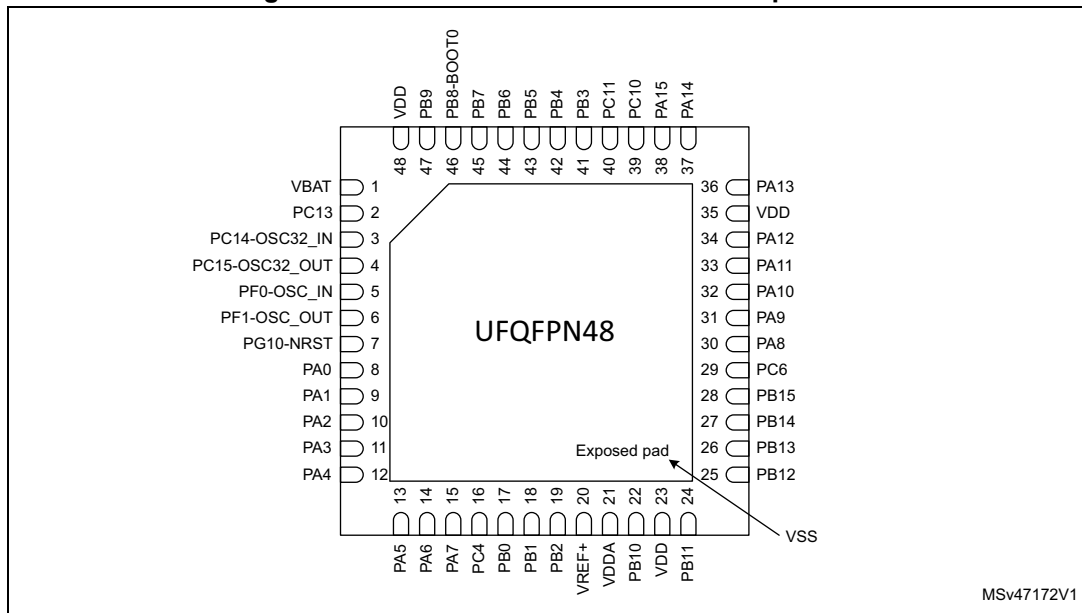 VDD
PB9
PB8-BOOT0
PB7
PB6
PB5
PB4
PB3
PC11
PC10
PA15
PA14
48
47
46
45
44
43
42
41
40
39
38
37
VBAT 1
PC13 2
PC14-OSC32_IN 3
PC15-OSC32_OUT 4
PF0-OSC_IN 5
PF1-OSC_OUT 6
PG10-NRST 7
PA0 8
PA1 9
PA2 10
PA3 11
PA4 12
UFQFPN48
Exposed pad
36 PA13
35 VDD
34 PA12
33 PA11
32 PA10
31 PA9
30 PA8
29 PC6
28 PB15
27 PB14
26 PB13
25 PB12
13
14
15
16
17
18
19
20
21
22
23
24
PA5
PA6
PA7
PC4
PB0
PB1
PB2
VREF+
VDDA
PB10
VDD
PB11
VSS
MSv47172V1